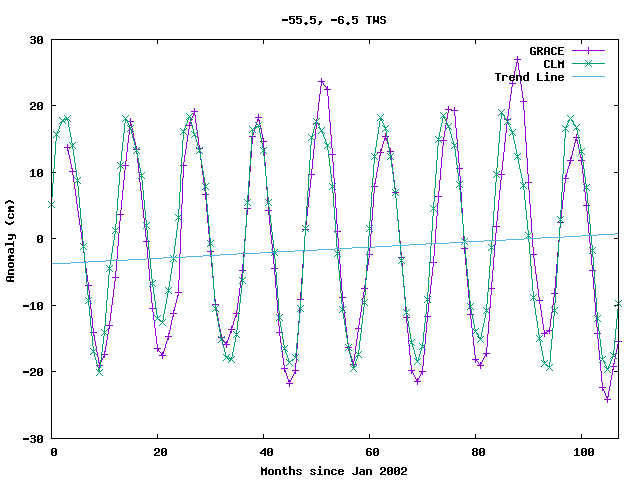 -55.5, -6.5 TWS
GRACE
CLM
Trend Line
30
20
10
0
-10
-20
-30
Anomaly (cm)
0 20 40 60 80 100
Months since Jan 2002